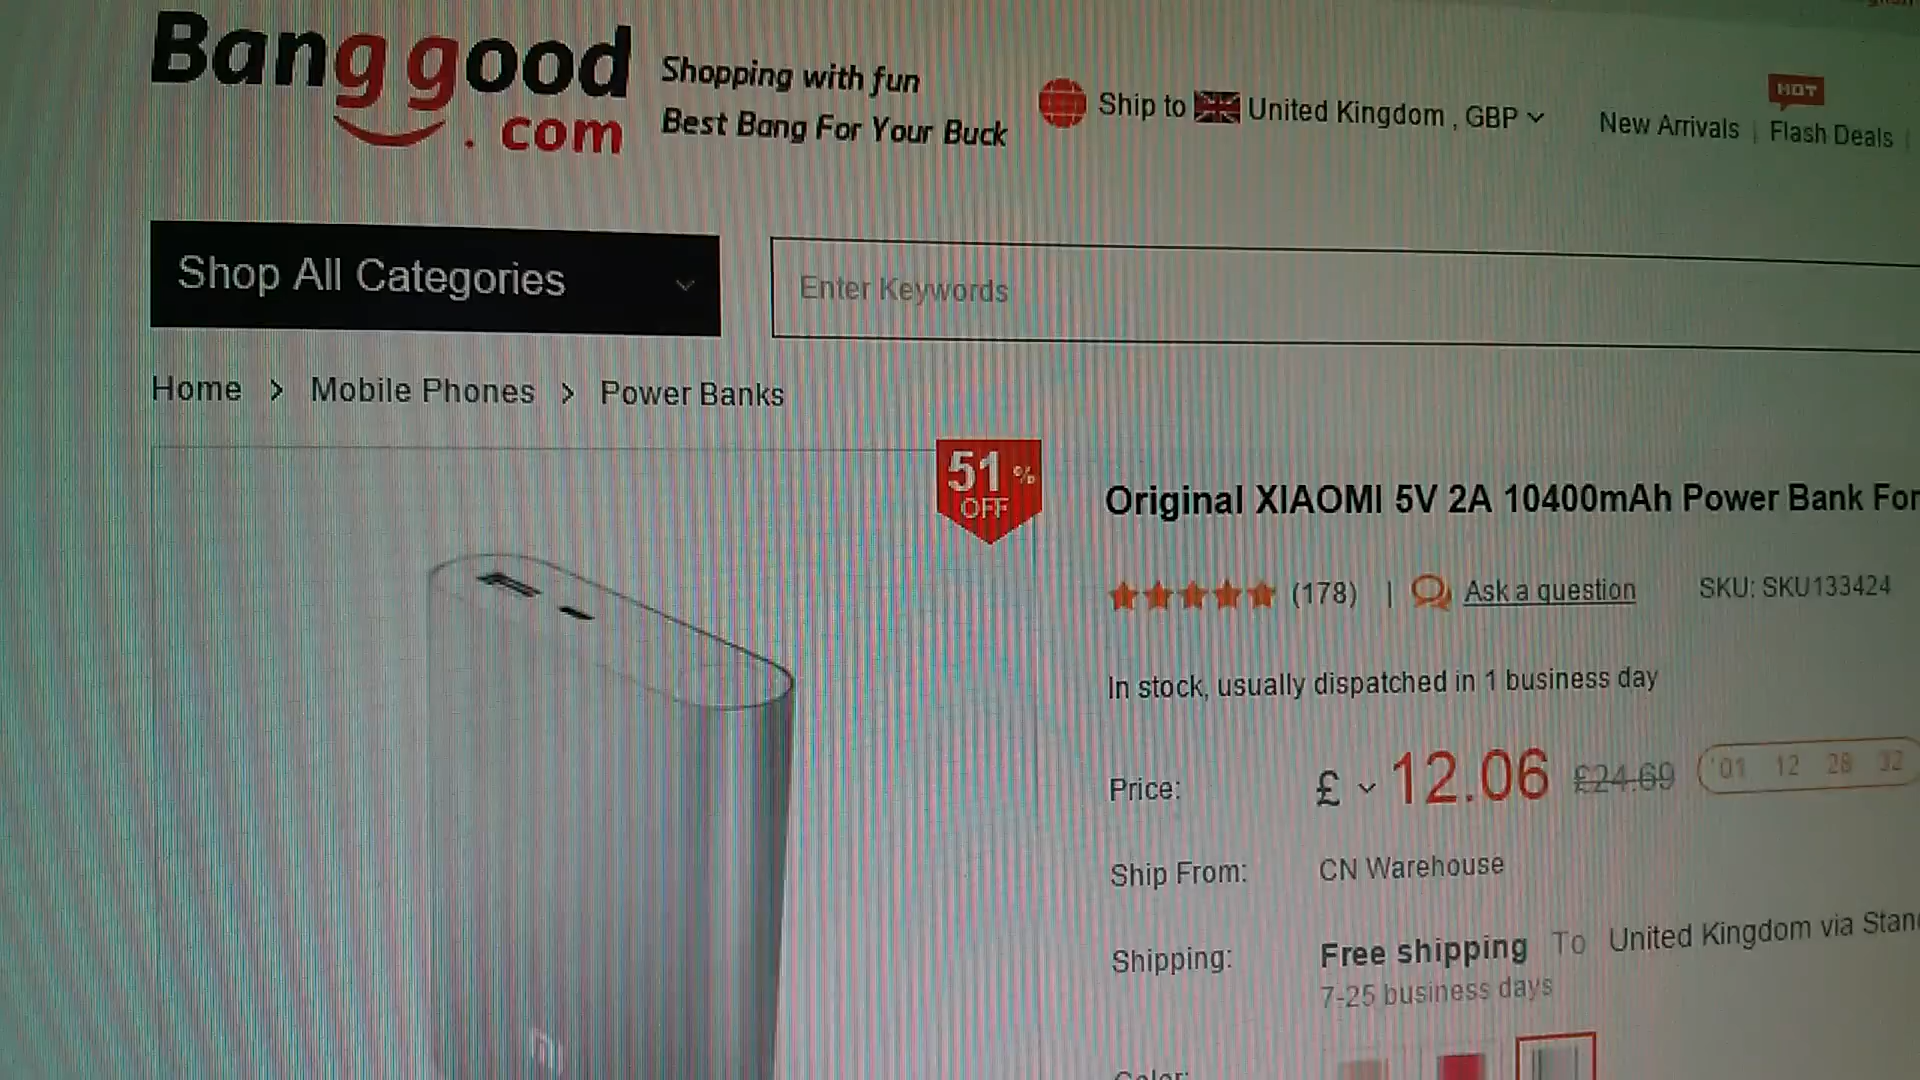 Banggood
.com
Shopping with fun
Best Bang For Your Buck
Ship to United Kingdom , GBP
New Arrivals
HOT
Flash Deals
Shop All Categories
Enter Keywords
Home > Mobile Phones > Power Banks
51 % OFF
Original XIAOMI 5V 2A 10400mAh Power Bank For
(178) | Ask a question SKU: SKU133424
In stock, usually dispatched in 1 business day
Price: £ 12.06 £24.69 01 12 28 32
Ship From: CN Warehouse
Shipping: Free shipping To United Kingdom via Stan
7-25 business days
Color: